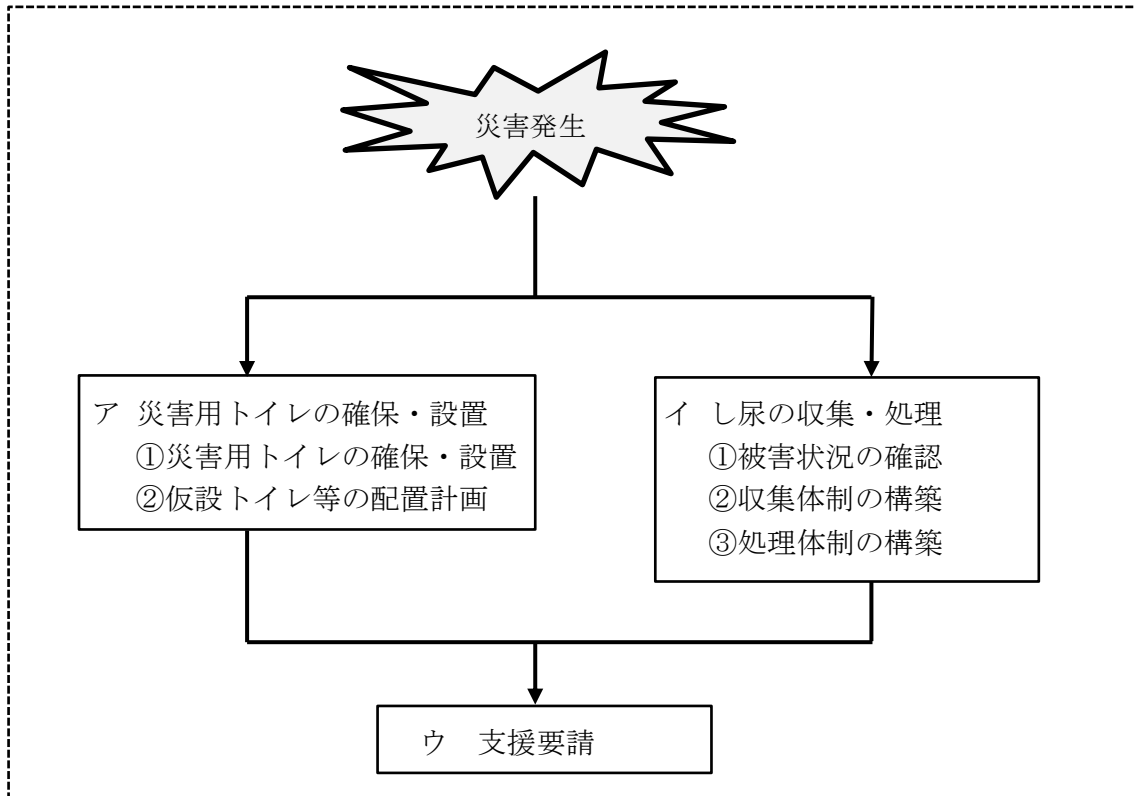 災害発生
ア 災害用トイレの確保・設置
①災害用トイレの確保・設置
②仮設トイレ等の配置計画
イ し尿の収集・処理
①被害状況の確認
②収集体制の構築
③処理体制の構築
ウ 支援要請